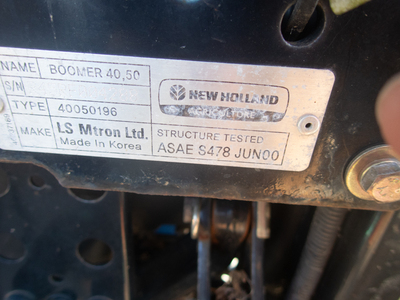 NAME BOOMER 40,50
S/N
TYPE 40050196
MAKE LS Mtron Ltd.
Made in Korea
NEW HOLLAND
AGRICULTURE
STRUCTURE TESTED
ASAE S478 JUN00